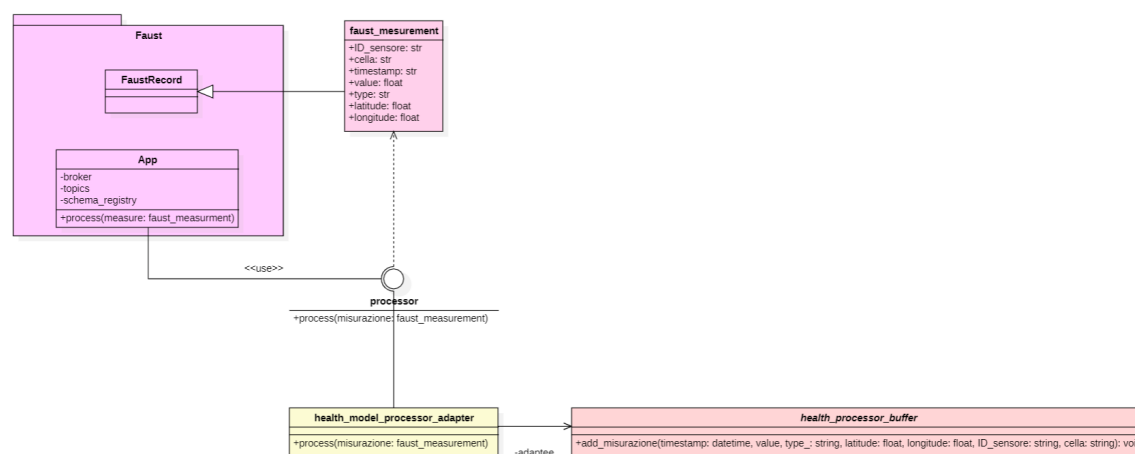 Faust
FaustRecord
App
-broker
-topics
-schema_registry
+process(measure: faust_measurment)
faust_mesurement
+ID_sensore: str
+cella: str
+timestamp: str
+value: float
+type: str
+latitude: float
+longitude: float
<<use>>
processor
+process(misurazione: faust_measurement)
health_model_processor_adapter
+process(misurazione: faust_measurement)
-adaptee
health_processor_buffer
+add_misurazione(timestamp: datetime, value, type_: string, latitude: float, longitude: float, ID_sensore: string, cella: string): voi